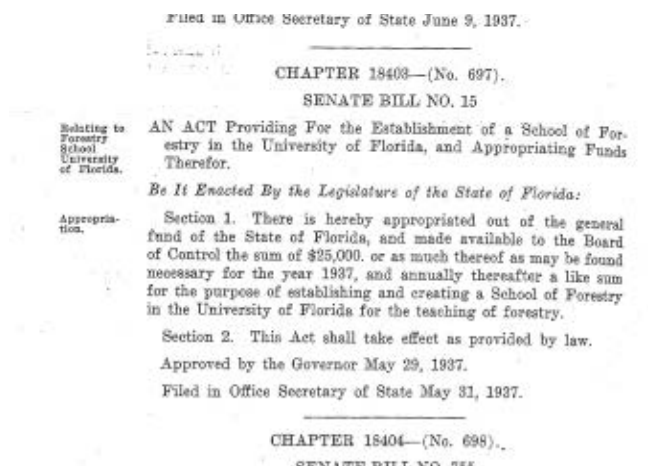 Filed in Office Secretary of State June 9, 1937.
CHAPTER 18403—(No. 697).
SENATE BILL NO. 15
Relating to
Forestry
School
University
of Florida.
AN ACT Providing For the Establishment of a School of For-
estry in the University of Florida, and Appropriating Funds
Therefor.
Be It Enacted By the Legislature of the State of Florida:
Appropria-
tion.
Section 1. There is hereby appropriated out of the general
fund of the State of Florida, and made available to the Board
of Control the sum of $25,000. or as much thereof as may be found
necessary for the year 1937, and annually thereafter a like sum
for the purpose of establishing and creating a School of Forestry
in the University of Florida for the teaching of forestry.
Section 2. This Act shall take effect as provided by law.
Approved by the Governor May 29, 1937.
Filed in Office Secretary of State May 31, 1937.
CHAPTER 18404—(No. 698).
SENATE BILL NO.